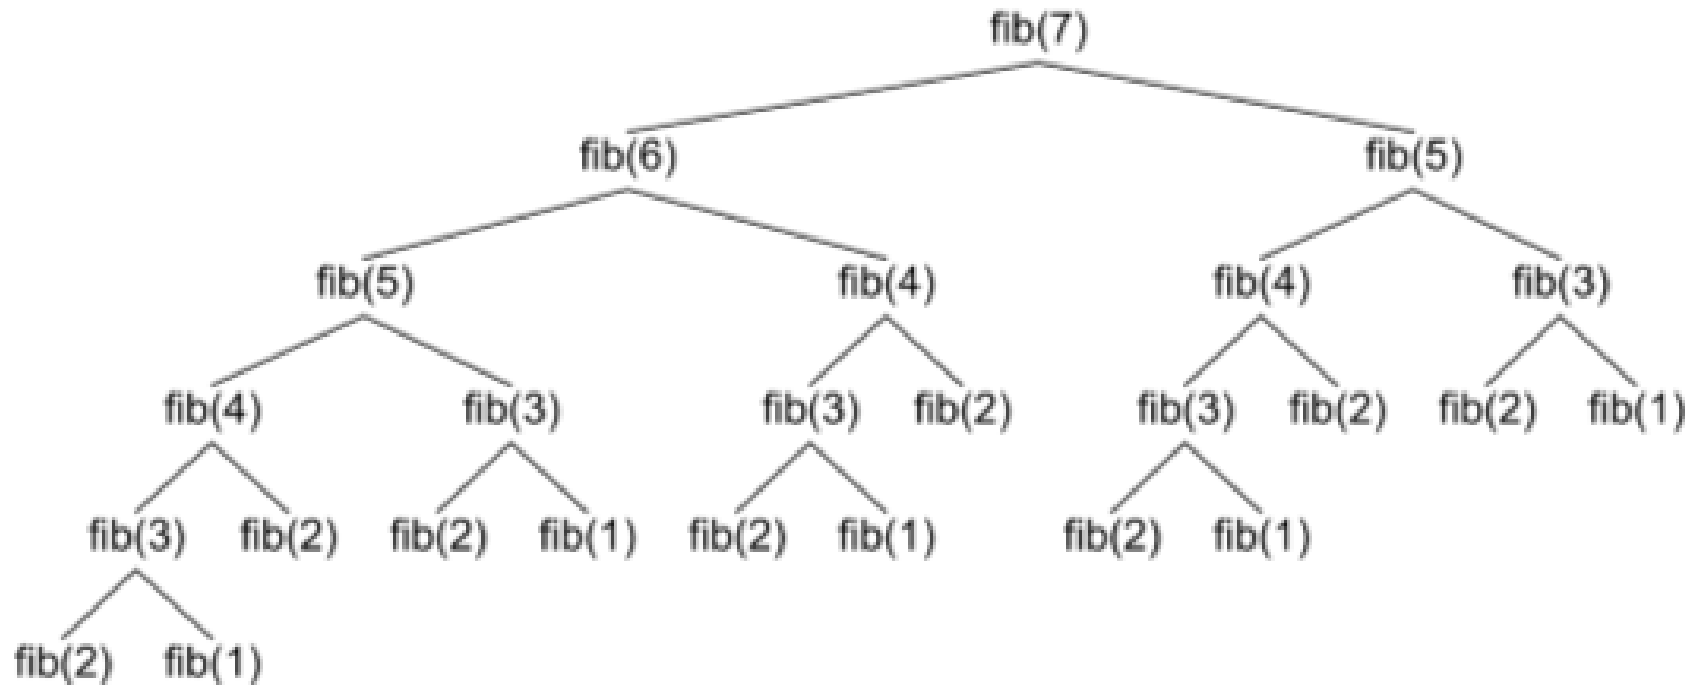 fib(7)
fib(6) fib(5)
fib(5) fib(4) fib(4) fib(3)
fib(4) fib(3) fib(3) fib(2) fib(3) fib(2) fib(2) fib(1)
fib(3) fib(2) fib(2) fib(1) fib(2) fib(1) fib(2) fib(1)
fib(2) fib(1)